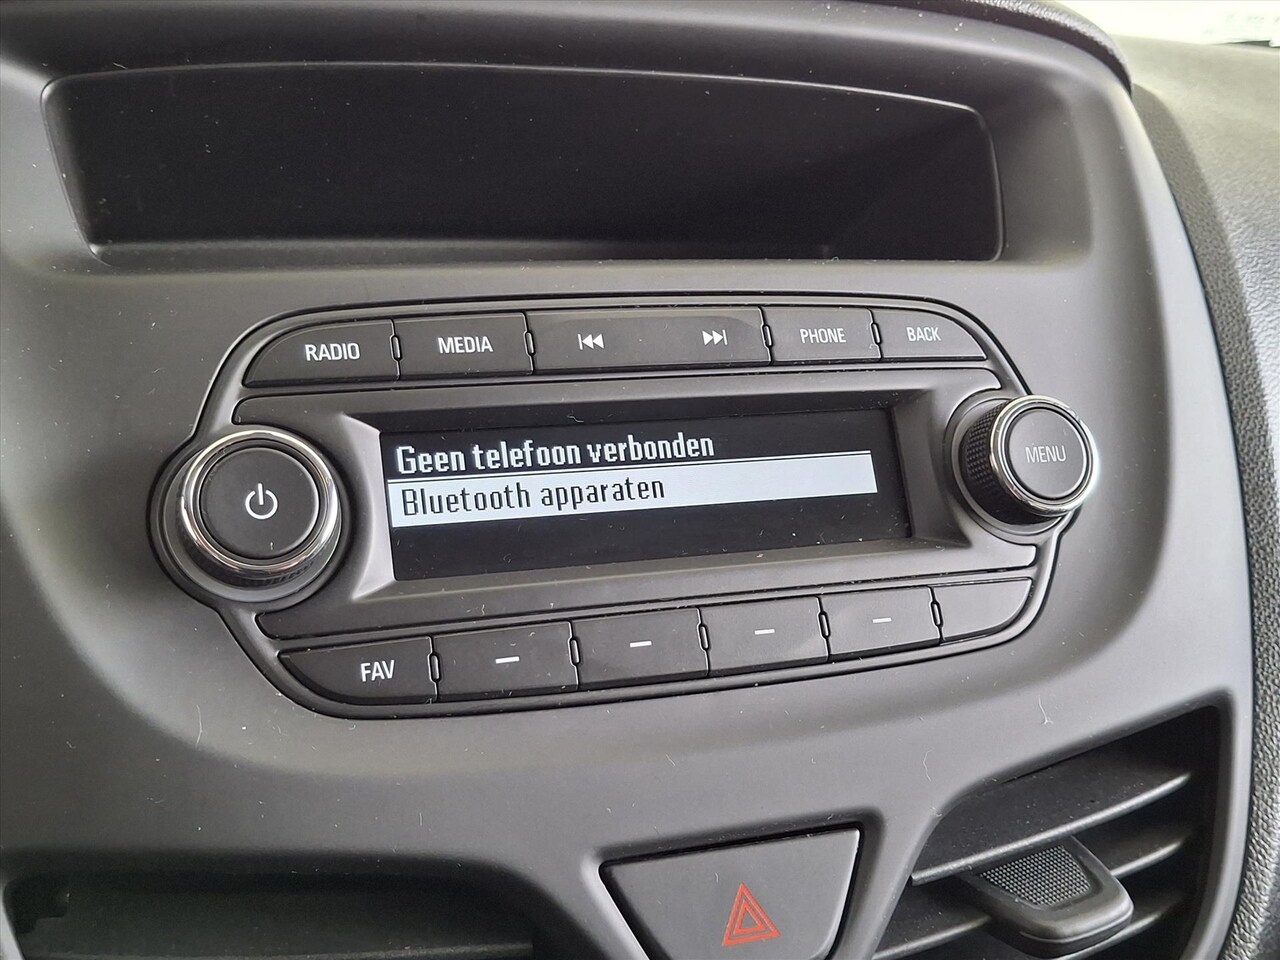 RADIO MEDIA PHONE BACK
Geen telefoon verbonden
Bluetooth apparaten
MENU
FAV